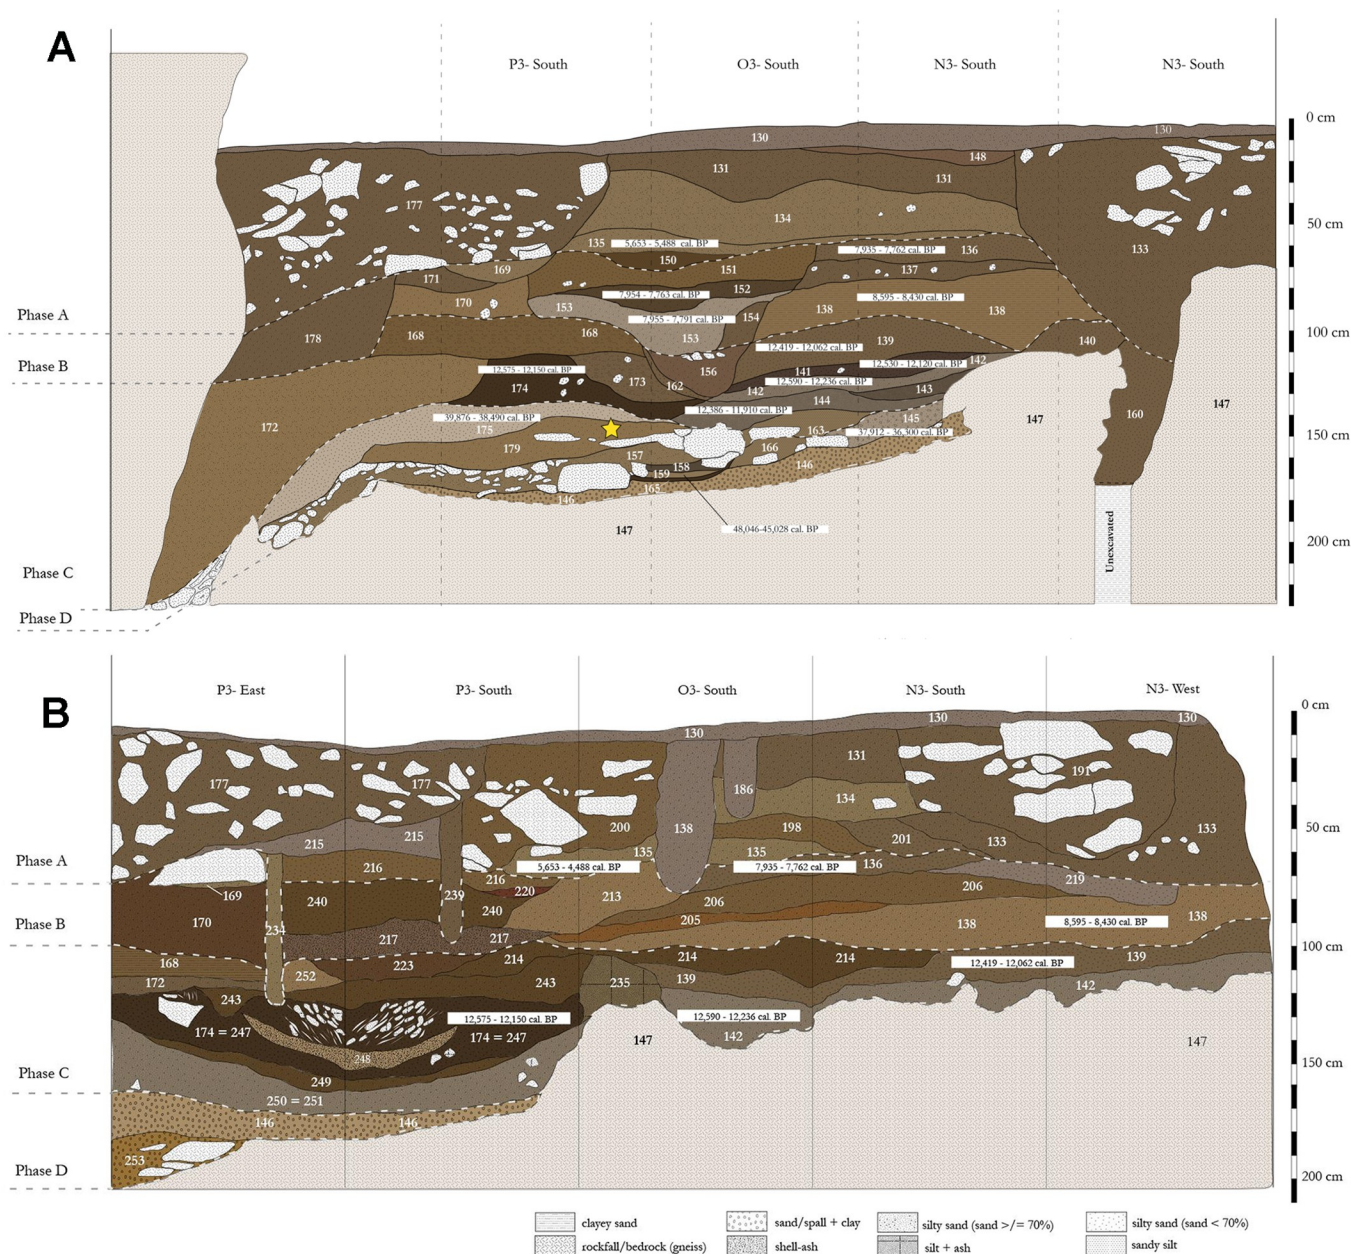 A
P3- South
O3- South
N3- South
N3- South
0 cm
130
130
148
131
131
177
134
50 cm
135
5,653 - 5,488 cal. BP
7,935 - 7,762 cal. BP
136
133
150
169
151
137
171
152
7,954 - 7,763 cal. BP
8,595 - 8,430 cal. BP
170
153
154
138
138
Phase A
7,955 - 7,791 cal. BP
100 cm
178
168
168
153
12,419 - 12,062 cal. BP
139
140
Phase B
12,575 - 12,150 cal. BP
156
12,530 - 12,120 cal. BP
142
141
174
173
162
12,590 - 12,236 cal. BP
142
143
144
12,386 - 11,910 cal. BP
147
160
39,876 - 38,490 cal. BP
172
175
163
145
37,912 - 36,300 cal. BP
150 cm
179
157
166
158
146
159
165
146
147
147
48,046-45,028 cal. BP
Unexcavated
200 cm
Phase C
Phase D
B
P3- East
P3- South
O3- South
N3- South
N3- West
0 cm
130
130
130
131
191
177
177
186
134
200
138
198
50 cm
215
215
201
133
133
135
135
Phase A
216
5,653 - 4,488 cal. BP
7,935 - 7,762 cal. BP
136
216
219
169
239
220
206
240
213
206
170
240
205
138
8,595 - 8,430 cal. BP
138
Phase B
234
217
217
100 cm
168
223
214
214
214
12,419 - 12,062 cal. BP
139
252
172
243
235
139
142
243
12,575 - 12,150 cal. BP
12,590 - 12,236 cal. BP
174 = 247
174 = 247
142
147
147
248
150 cm
Phase C
249
250 = 251
146
146
253
Phase D
200 cm
clayey sand
sand/spall + clay
silty sand (sand >/= 70%)
silty sand (sand < 70%)
rockfall/bedrock (gneiss)
shell-ash
silt + ash
sandy silt